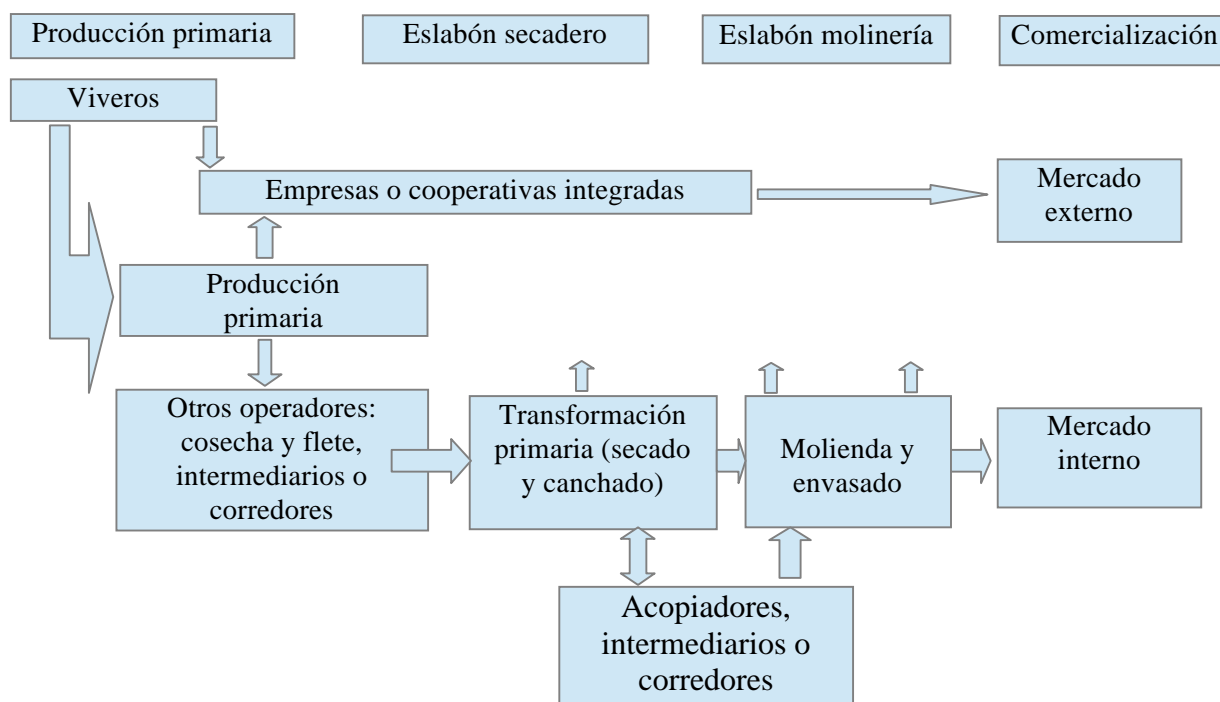 Producción primaria
Eslabón secadero
Eslabón molinería
Comercialización
Viveros
Empresas o cooperativas integradas
Mercado
externo
Producción
primaria
Otros operadores:
cosecha y flete,
intermediarios o
corredores
Transformación
primaria (secado
y canchado)
Molienda y
envasado
Mercado
interno
Acopiadores,
intermediarios o
corredores